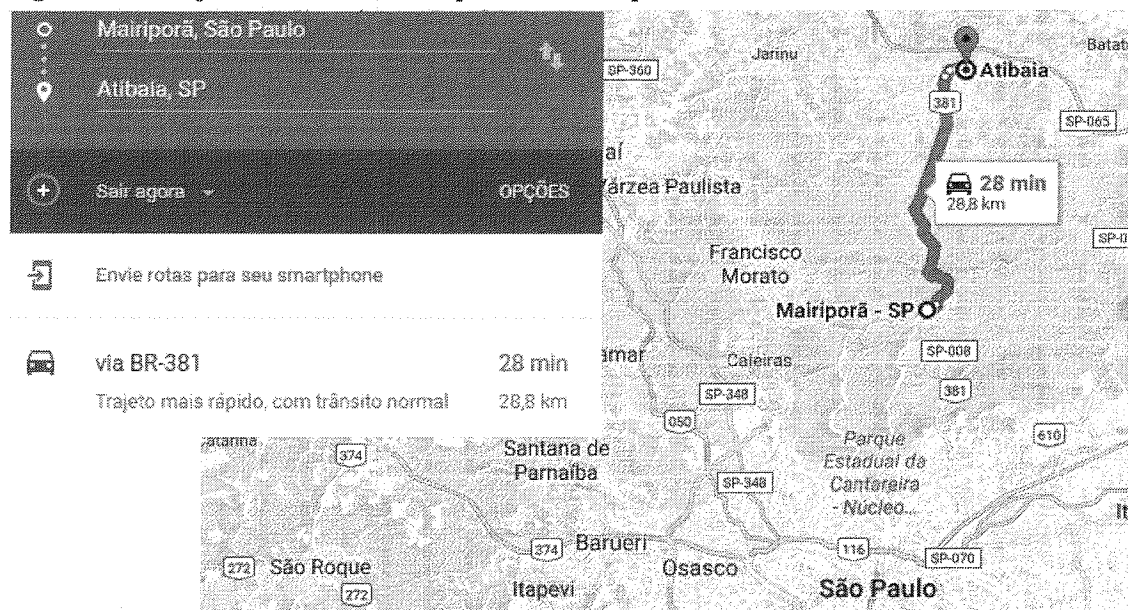 Mairiporã, São Paulo
Atibaia, SP
Sair agora
OPÇÕES
Envie rotas para seu smartphone
via BR-381
28 min
Trajeto mais rápido, com trânsito normal
28,8 km
Jarinu
SP-360
Atibaia
381
SP-065
28 min
28,8 km
Várzea Paulista
Francisco
Morato
Mairiporã - SP
Caieiras
SP-008
381
SP-348
050
610
374
Santana de
Parnaíba
SP-348
Parque
Estadual da
Cantareira
- Núcleo...
374
Barueri
116
SP-070
272
São Roque
Osasco
272
Itapevi
São Paulo